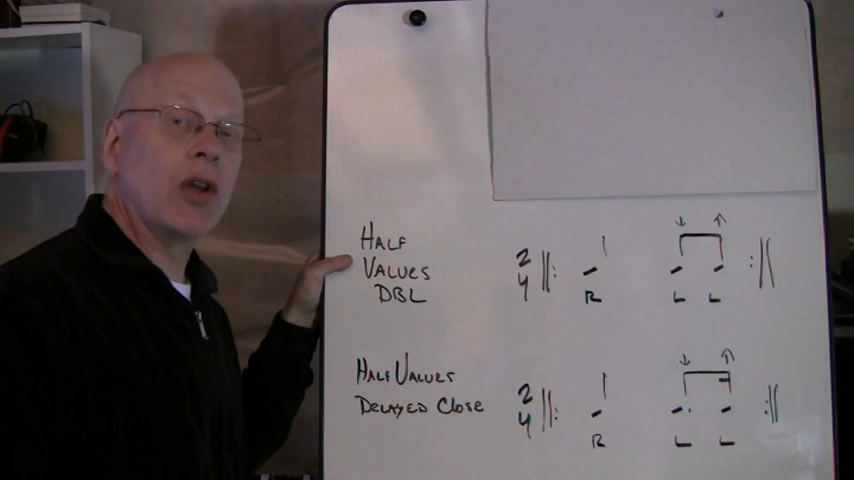 HALF
VALUES
DBL
2
4
R L L
HALF VALUES
DELAYED CLOSE
2
4
R L L